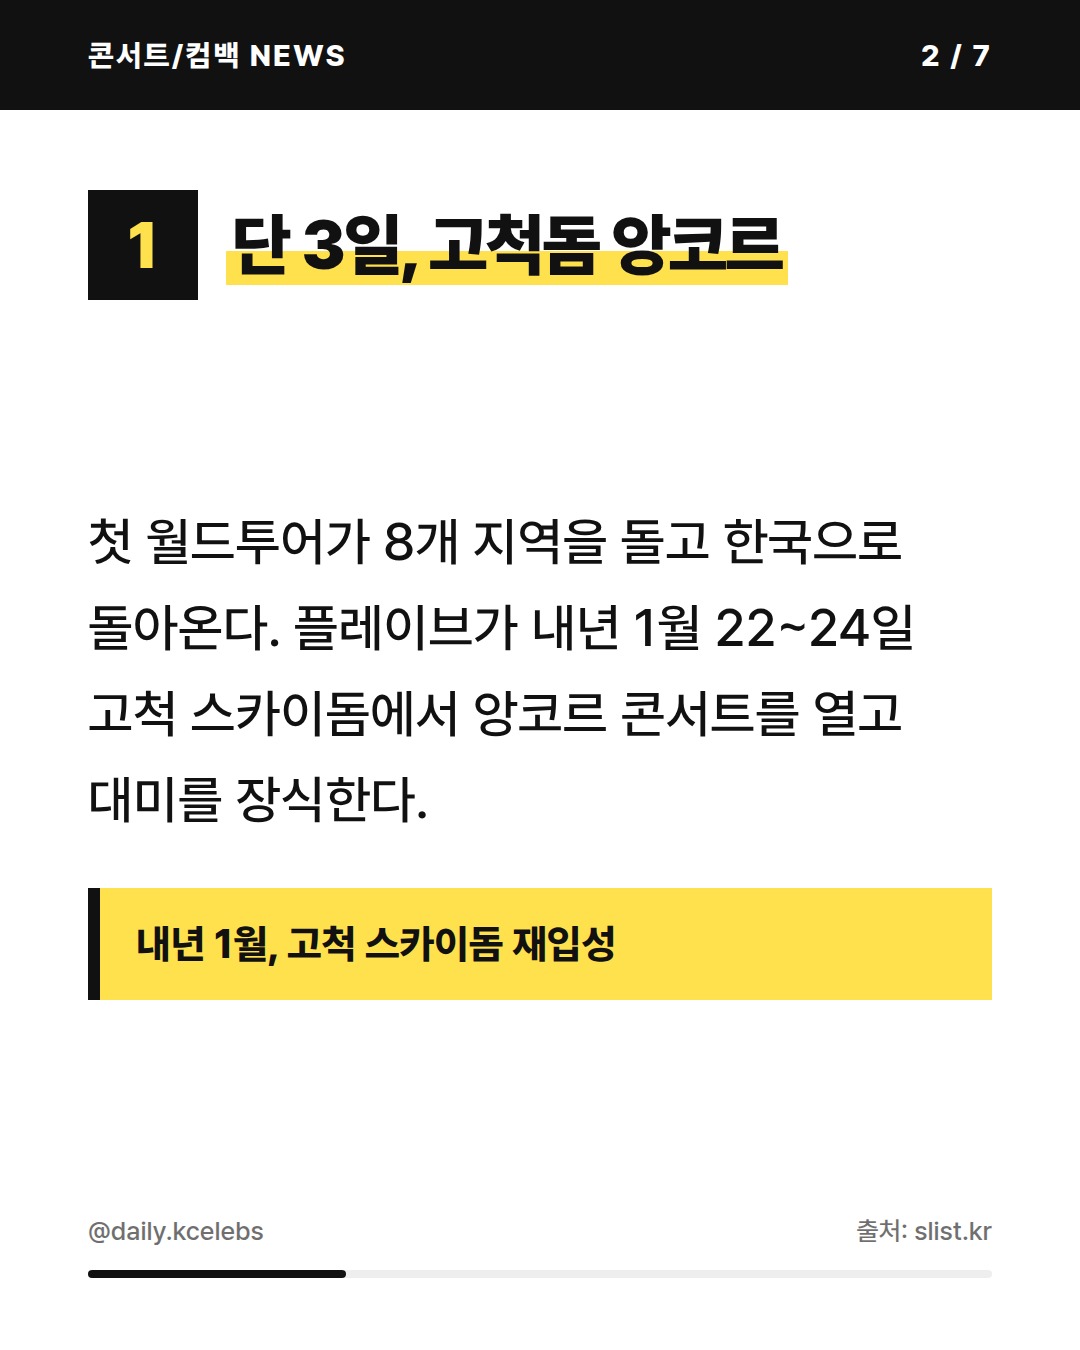 콘서트/컴백 NEWS
2 / 7
1
단 3일, 고척돔 앙코르
첫 월드투어가 8개 지역을 돌고 한국으로
돌아온다. 플레이브가 내년 1월 22~24일
고척 스카이돔에서 앙코르 콘서트를 열고
대미를 장식한다.
내년 1월, 고척 스카이돔 재입성
@daily.kcelebs
출처: slist.kr